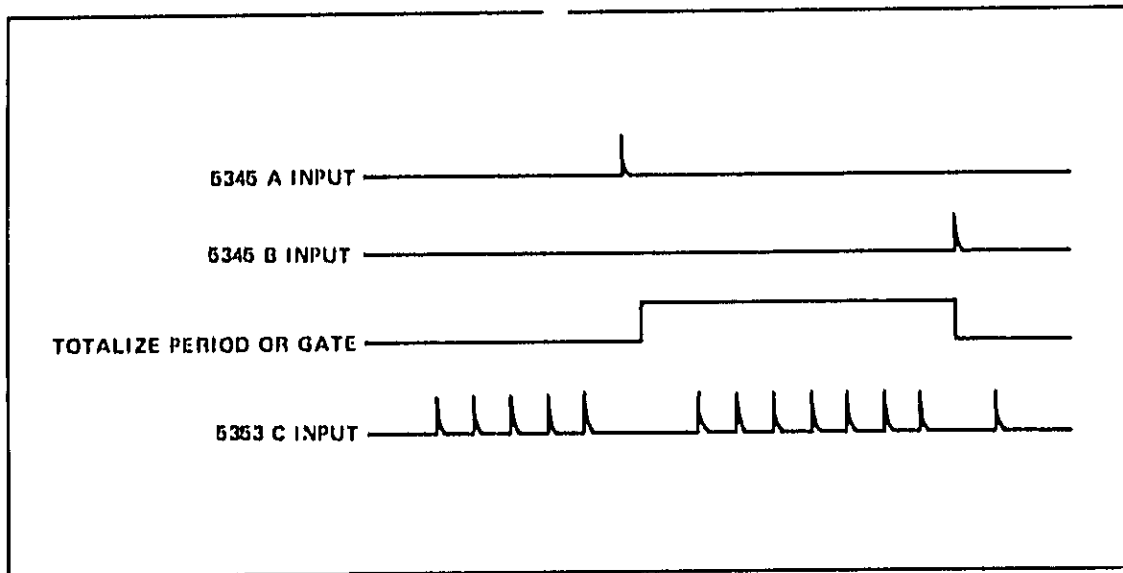 5345 A INPUT
5345 B INPUT
TOTALIZE PERIOD OR GATE
5353 C INPUT